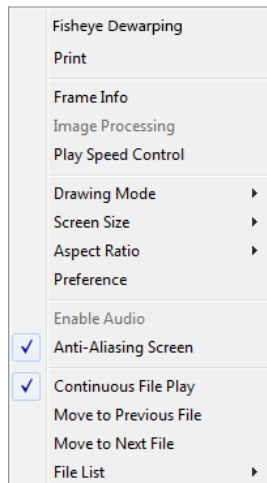 Fisheye Dewarping
Print
Frame Info
Image Processing
Play Speed Control
Drawing Mode
Screen Size
Aspect Ratio
Preference
Enable Audio
Anti-Aliasing Screen
Continuous File Play
Move to Previous File
Move to Next File
File List